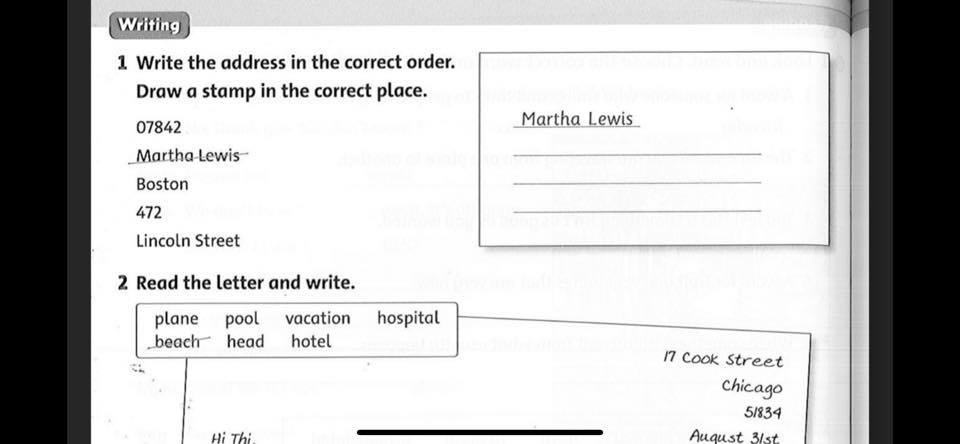 Writing
1 Write the address in the correct order.
Draw a stamp in the correct place.
07842
Martha Lewis
Boston
472
Lincoln Street
Martha Lewis
2 Read the letter and write.
plane pool vacation hospital
beach head hotel
17 Cook Street
Chicago
51834
August 31st
Hi Thi,